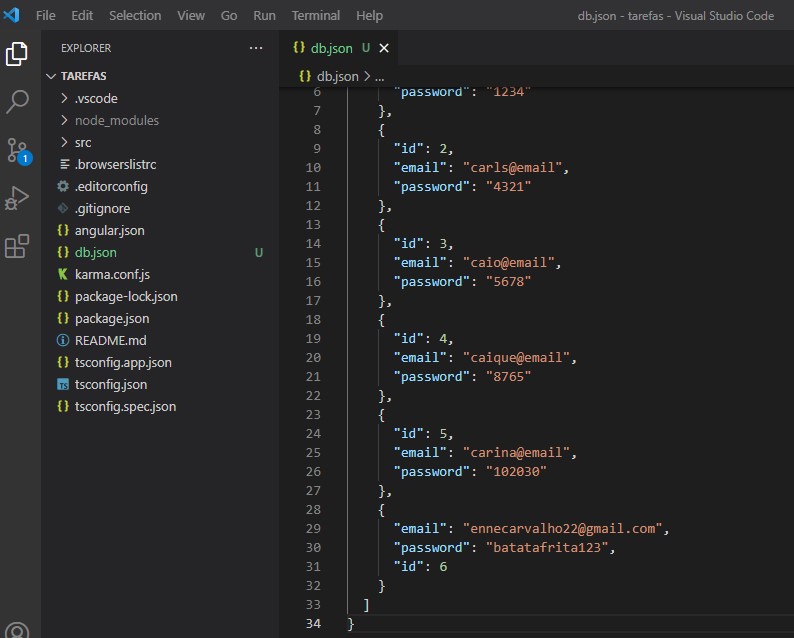 File Edit Selection View Go Run Terminal Help db.json - tarefas - Visual Studio Code
EXPLORER ...
TAREFAS
.vscode
node_modules
src
.browserslistrc
.editorconfig
.gitignore
angular.json
db.json U
karma.conf.js
package-lock.json
package.json
README.md
tsconfig.app.json
TS tsconfig.json
tsconfig.spec.json
1
{} db.json U
{} db.json > ...
6 "password": "1234"
7 },
8 {
9 "id": 2,
10 "email": "carls@email",
11 "password": "4321"
12 },
13 {
14 "id": 3,
15 "email": "caio@email",
16 "password": "5678"
17 },
18 {
19 "id": 4,
20 "email": "caique@email",
21 "password": "8765"
22 },
23 {
24 "id": 5,
25 "email": "carina@email",
26 "password": "102030"
27 },
28 {
29 "email": "ennecarvalho22@gmail.com",
30 "password": "batatafrita123",
31 "id": 6
32 }
33 ]
34 }